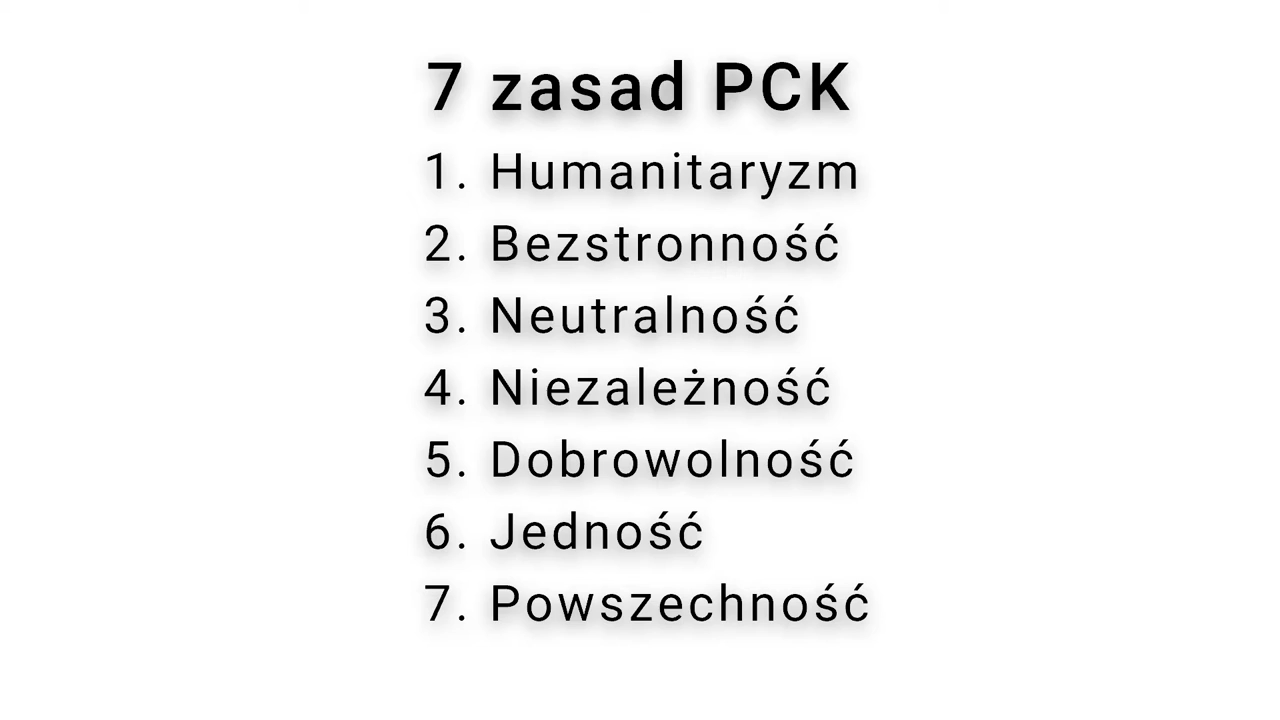 7 zasad PCK
1. Humanitaryzm
2. Bezstronność
3. Neutralność
4. Niezależność
5. Dobrowolność
6. Jedność
7. Powszechność